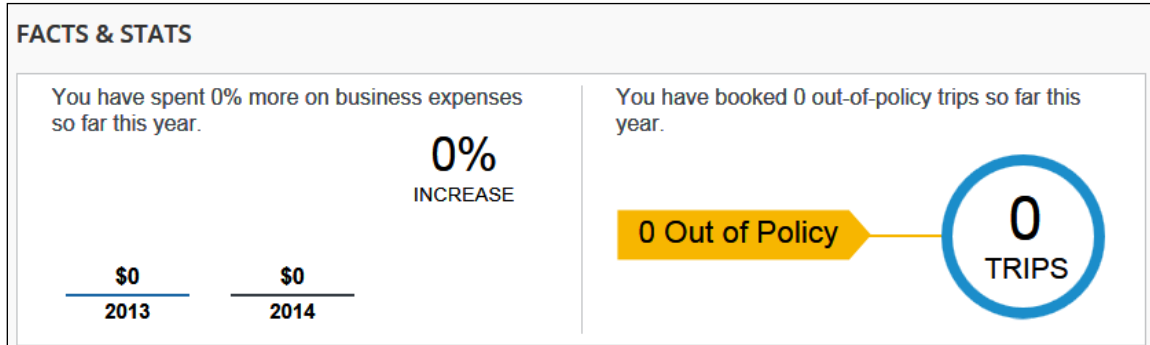 FACTS & STATS
You have spent 0% more on business expenses
so far this year.
0%
INCREASE
$0
2013
$0
2014
You have booked 0 out-of-policy trips so far this
year.
0 Out of Policy
0
TRIPS